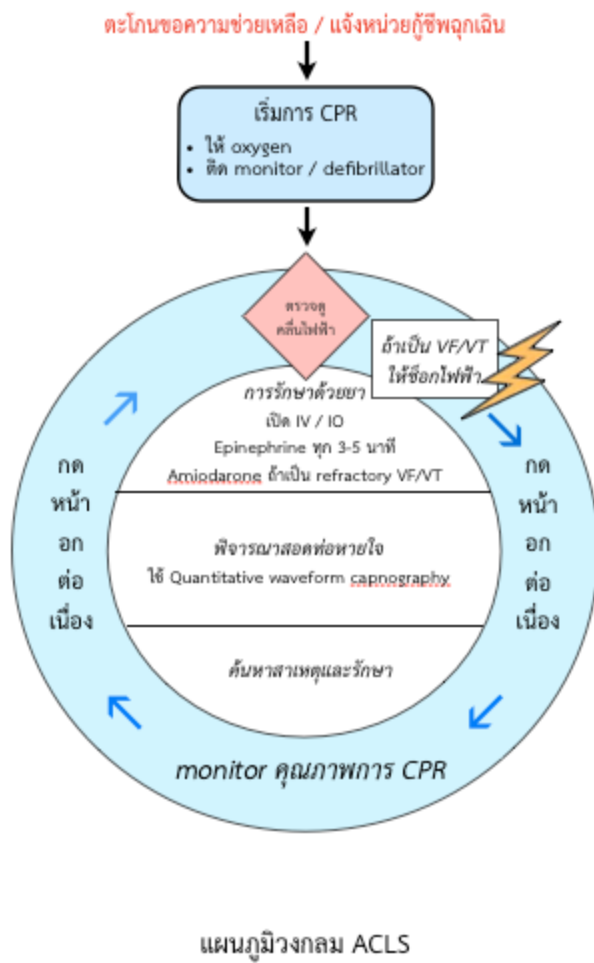 ตะโกนขอความช่วยเหลือ / แจ้งหน่วยกู้ชีพฉุกเฉิน
เริ่มการ CPR
• ให้ oxygen
• ติด monitor / defibrillator
ตรวจดู
คลื่นไฟฟ้า
ถ้าเป็น VF/VT
ให้ช็อกไฟฟ้า
การรักษาด้วยยา
เปิด IV / IO
Epinephrine ทุก 3-5 นาที
Amiodarone ถ้าเป็น refractory VF/VT
พิจารณาสอดท่อหายใจ
ใช้ Quantitative waveform capnography
ค้นหาสาเหตุและรักษา
กด
หน้า
อก
ต่อ
เนื่อง
กด
หน้า
อก
ต่อ
เนื่อง
monitor คุณภาพการ CPR
แผนภูมิวงกลม ACLS